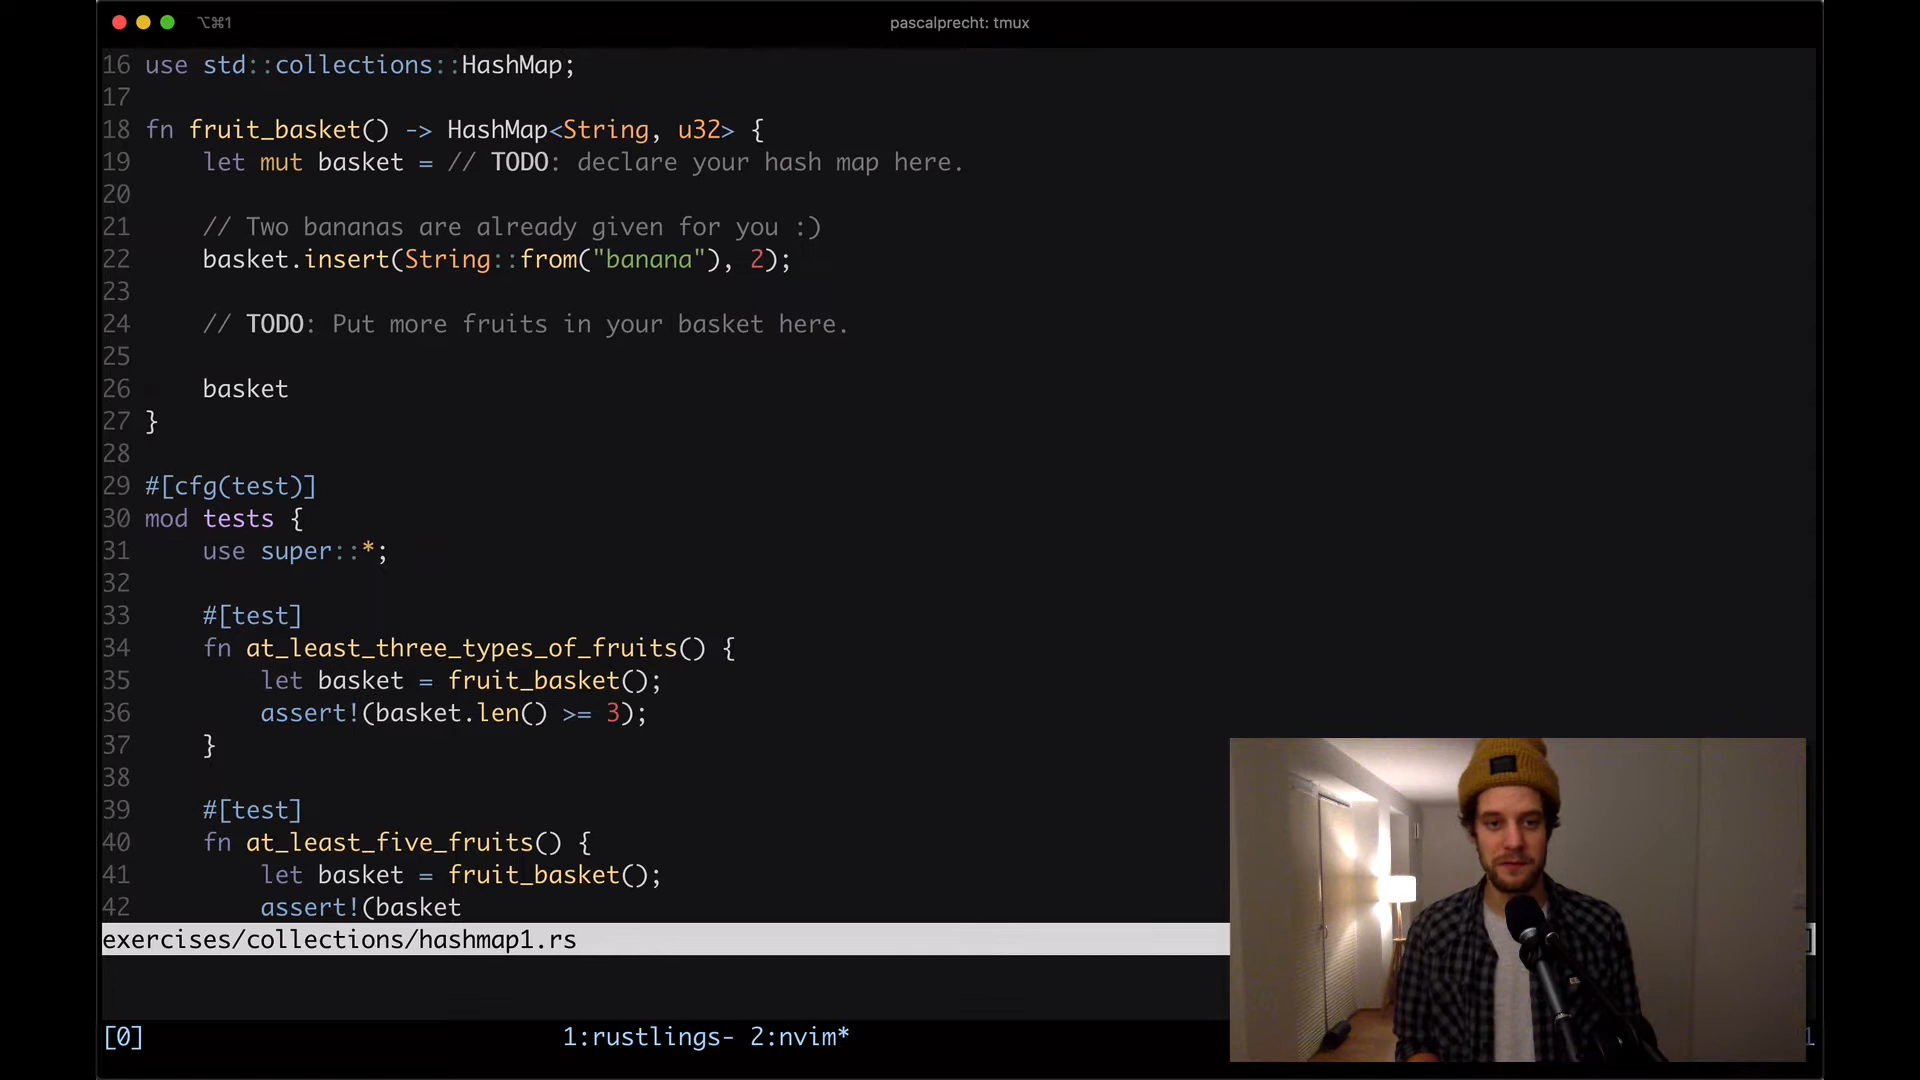 ⌥⌘1
pascalprecht: tmux
16 use std::collections::HashMap;
17
18 fn fruit_basket() -> HashMap<String, u32> {
19     let mut basket = // TODO: declare your hash map here.
20
21     // Two bananas are already given for you :)
22     basket.insert(String::from("banana"), 2);
23
24     // TODO: Put more fruits in your basket here.
25
26     basket
27 }
28
29 #[cfg(test)]
30 mod tests {
31     use super::*;
32
33     #[test]
34     fn at_least_three_types_of_fruits() {
35         let basket = fruit_basket();
36         assert!(basket.len() >= 3);
37     }
38
39     #[test]
40     fn at_least_five_fruits() {
41         let basket = fruit_basket();
42         assert!(basket
exercises/collections/hashmap1.rs
[0] 1:rustlings- 2:nvim*